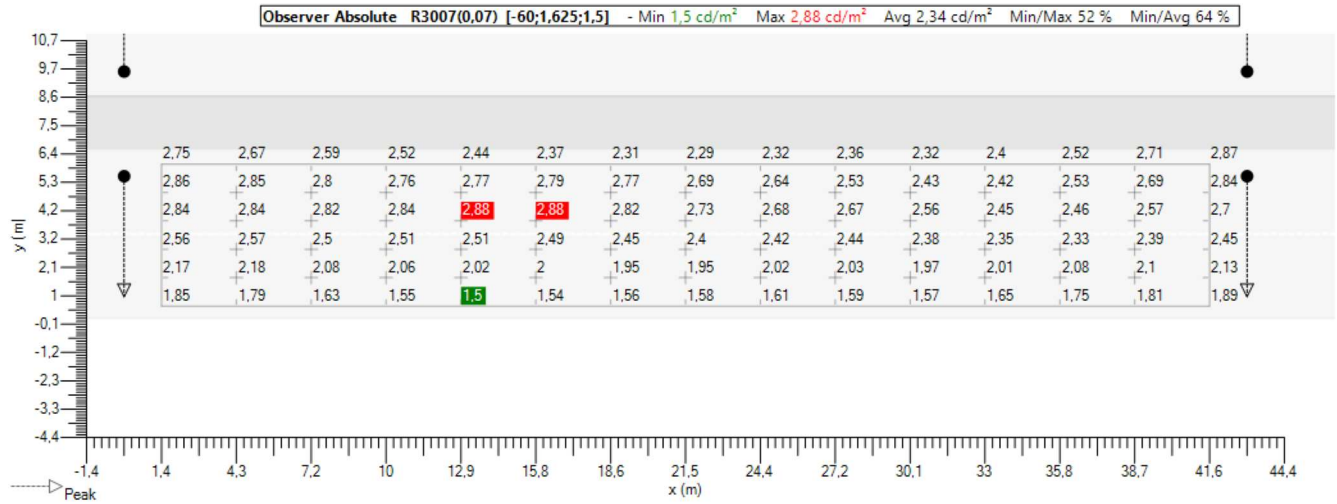 Observer Absolute R3007(0,07) [-60;1,625;1,5] - Min 1,5 cd/m² Max 2,88 cd/m² Avg 2,34 cd/m² Min/Max 52 % Min/Avg 64 %
10,7
9,7
8,6
7,5
6,4 2,75 2,67 2,59 2,52 2,44 2,37 2,31 2,29 2,32 2,36 2,32 2,4 2,52 2,71 2,87
5,3 2,86 2,85 2,8 2,76 2,77 2,79 2,77 2,69 2,64 2,53 2,43 2,42 2,53 2,69 2,84
4,2 2,84 2,84 2,82 2,84 2,88 2,88 2,82 2,73 2,68 2,67 2,56 2,45 2,46 2,57 2,7
3,2 2,56 2,57 2,5 2,51 2,51 2,49 2,45 2,4 2,42 2,44 2,38 2,35 2,33 2,39 2,45
2,1 2,17 2,18 2,08 2,06 2,02 2 1,95 1,95 2,02 2,03 1,97 2,01 2,08 2,1 2,13
1 1,85 1,79 1,63 1,55 1,5 1,54 1,56 1,58 1,61 1,59 1,57 1,65 1,75 1,81 1,89
-0,1
-1,2
-2,3
-3,3
-4,4
y (m)
-1,4 1,4 4,3 7,2 10 12,9 15,8 18,6 21,5 24,4 27,2 30,1 33 35,8 38,7 41,6 44,4
x (m)
Peak